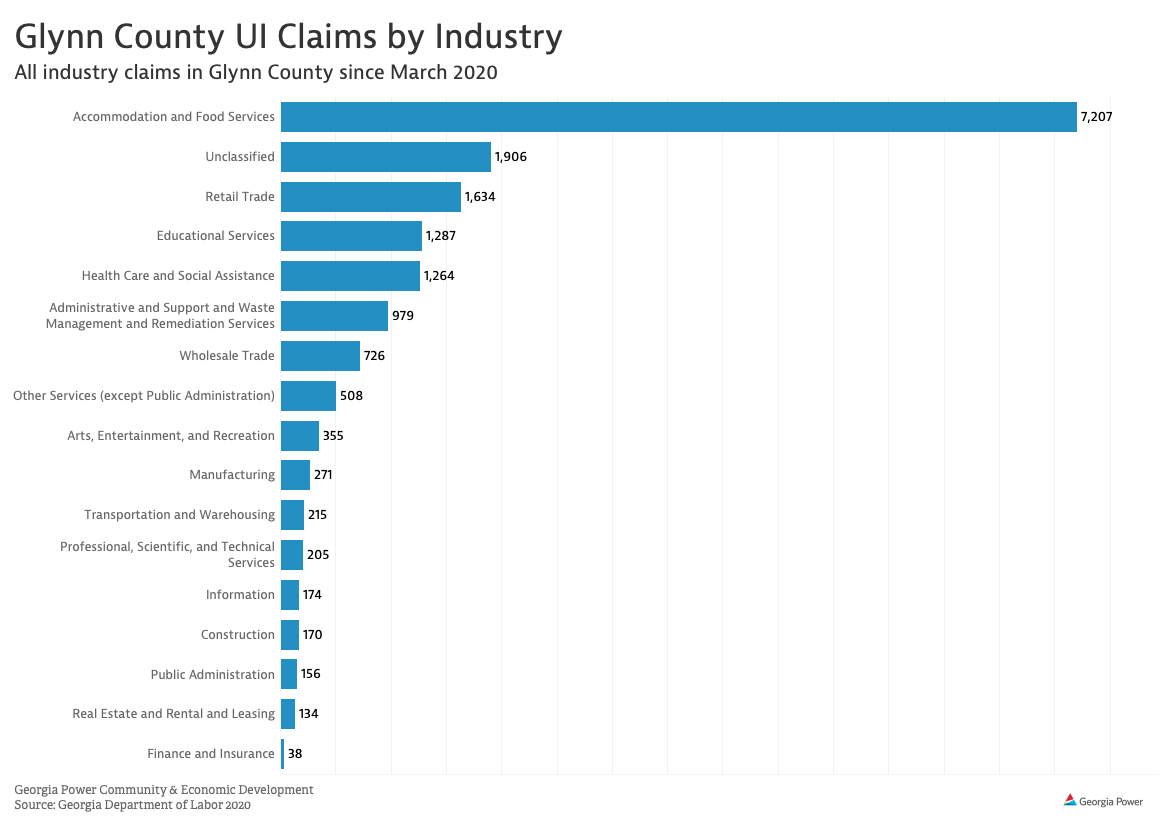 Glynn County UI Claims by Industry
All industry claims in Glynn County since March 2020
Accommodation and Food Services 7,207
Unclassified 1,906
Retail Trade 1,634
Educational Services 1,287
Health Care and Social Assistance 1,264
Administrative and Support and Waste
Management and Remediation Services 979
Wholesale Trade 726
Other Services (except Public Administration) 508
Arts, Entertainment, and Recreation 355
Manufacturing 271
Transportation and Warehousing 215
Professional, Scientific, and Technical
Services 205
Information 174
Construction 170
Public Administration 156
Real Estate and Rental and Leasing 134
Finance and Insurance 38
Georgia Power Community & Economic Development
Source: Georgia Department of Labor 2020
Georgia Power